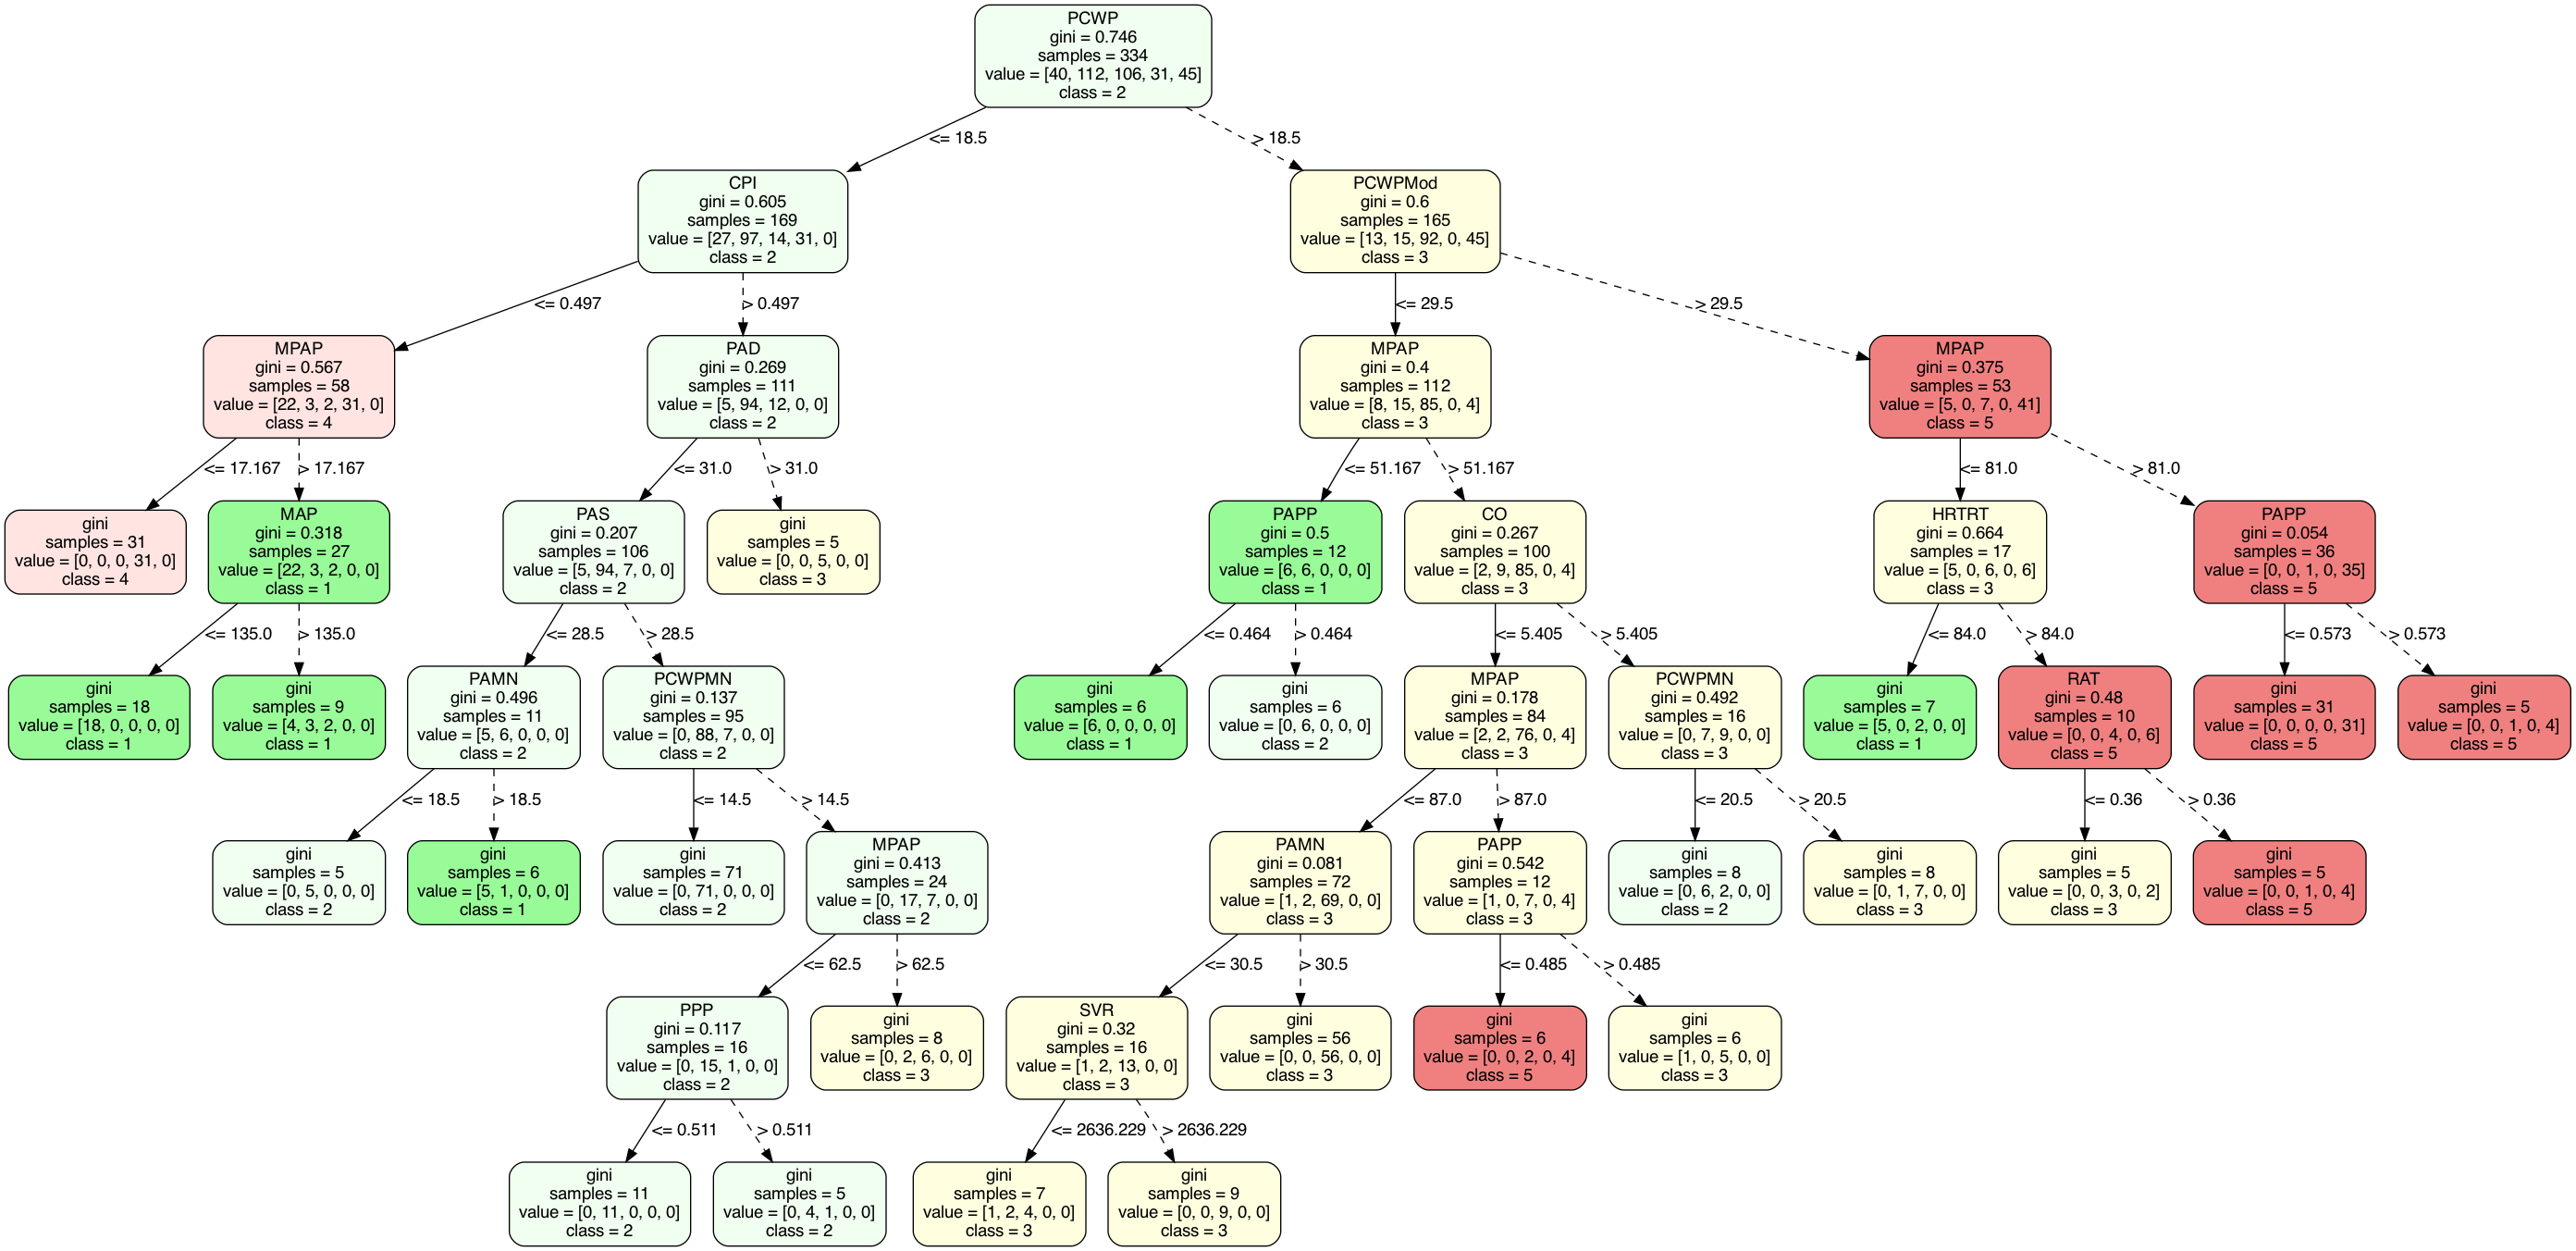 PCWP
gini = 0.746
samples = 334
value = [40, 112, 106, 31, 45]
class = 2
<= 18.5
> 18.5
CPI
gini = 0.605
samples = 169
value = [27, 97, 14, 31, 0]
class = 2
PCWPMod
gini = 0.6
samples = 165
value = [13, 15, 92, 0, 45]
class = 3
<= 0.497
> 0.497
<= 29.5
> 29.5
MPAP
gini = 0.567
samples = 58
value = [22, 3, 2, 31, 0]
class = 4
PAD
gini = 0.269
samples = 111
value = [5, 94, 12, 0, 0]
class = 2
MPAP
gini = 0.4
samples = 112
value = [8, 15, 85, 0, 4]
class = 3
MPAP
gini = 0.375
samples = 53
value = [5, 0, 7, 0, 41]
class = 5
<= 17.167
> 17.167
<= 31.0
> 31.0
<= 51.167
> 51.167
<= 81.0
> 81.0
gini
samples = 31
value = [0, 0, 0, 31, 0]
class = 4
MAP
gini = 0.318
samples = 27
value = [22, 3, 2, 0, 0]
class = 1
PAS
gini = 0.207
samples = 106
value = [5, 94, 7, 0, 0]
class = 2
gini
samples = 5
value = [0, 0, 5, 0, 0]
class = 3
PAPP
gini = 0.5
samples = 12
value = [6, 6, 0, 0, 0]
class = 1
CO
gini = 0.267
samples = 100
value = [2, 9, 85, 0, 4]
class = 3
HRTRT
gini = 0.664
samples = 17
value = [5, 0, 6, 0, 6]
class = 3
PAPP
gini = 0.054
samples = 36
value = [0, 0, 1, 0, 35]
class = 5
<= 135.0
> 135.0
<= 28.5
> 28.5
<= 0.464
> 0.464
<= 5.405
> 5.405
<= 84.0
> 84.0
<= 0.573
> 0.573
gini
samples = 18
value = [18, 0, 0, 0, 0]
class = 1
gini
samples = 9
value = [4, 3, 2, 0, 0]
class = 1
PAMN
gini = 0.496
samples = 11
value = [5, 6, 0, 0, 0]
class = 2
PCWPMN
gini = 0.137
samples = 95
value = [0, 88, 7, 0, 0]
class = 2
gini
samples = 6
value = [6, 0, 0, 0, 0]
class = 1
gini
samples = 6
value = [0, 6, 0, 0, 0]
class = 2
MPAP
gini = 0.178
samples = 84
value = [2, 2, 76, 0, 4]
class = 3
PCWPMN
gini = 0.492
samples = 16
value = [0, 7, 9, 0, 0]
class = 3
gini
samples = 7
value = [5, 0, 2, 0, 0]
class = 1
RAT
gini = 0.48
samples = 10
value = [0, 0, 4, 0, 6]
class = 5
gini
samples = 31
value = [0, 0, 0, 0, 31]
class = 5
gini
samples = 5
value = [0, 0, 1, 0, 4]
class = 5
<= 18.5
> 18.5
<= 14.5
> 14.5
<= 87.0
> 87.0
<= 20.5
> 20.5
<= 0.36
> 0.36
gini
samples = 5
value = [0, 5, 0, 0, 0]
class = 2
gini
samples = 6
value = [5, 1, 0, 0, 0]
class = 1
gini
samples = 71
value = [0, 71, 0, 0, 0]
class = 2
MPAP
gini = 0.413
samples = 24
value = [0, 17, 7, 0, 0]
class = 2
PAMN
gini = 0.081
samples = 72
value = [1, 2, 69, 0, 0]
class = 3
PAPP
gini = 0.542
samples = 12
value = [1, 0, 7, 0, 4]
class = 3
gini
samples = 8
value = [0, 6, 2, 0, 0]
class = 2
gini
samples = 8
value = [0, 1, 7, 0, 0]
class = 3
gini
samples = 5
value = [0, 0, 3, 0, 2]
class = 3
gini
samples = 5
value = [0, 0, 1, 0, 4]
class = 5
<= 62.5
> 62.5
<= 30.5
> 30.5
<= 0.485
> 0.485
PPP
gini = 0.117
samples = 16
value = [0, 15, 1, 0, 0]
class = 2
gini
samples = 8
value = [0, 2, 6, 0, 0]
class = 3
SVR
gini = 0.32
samples = 16
value = [1, 2, 13, 0, 0]
class = 3
gini
samples = 56
value = [0, 0, 56, 0, 0]
class = 3
gini
samples = 6
value = [0, 0, 2, 0, 4]
class = 5
gini
samples = 6
value = [1, 0, 5, 0, 0]
class = 3
<= 0.511
> 0.511
<= 2636.229
> 2636.229
gini
samples = 11
value = [0, 11, 0, 0, 0]
class = 2
gini
samples = 5
value = [0, 4, 1, 0, 0]
class = 2
gini
samples = 7
value = [1, 2, 4, 0, 0]
class = 3
gini
samples = 9
value = [0, 0, 9, 0, 0]
class = 3